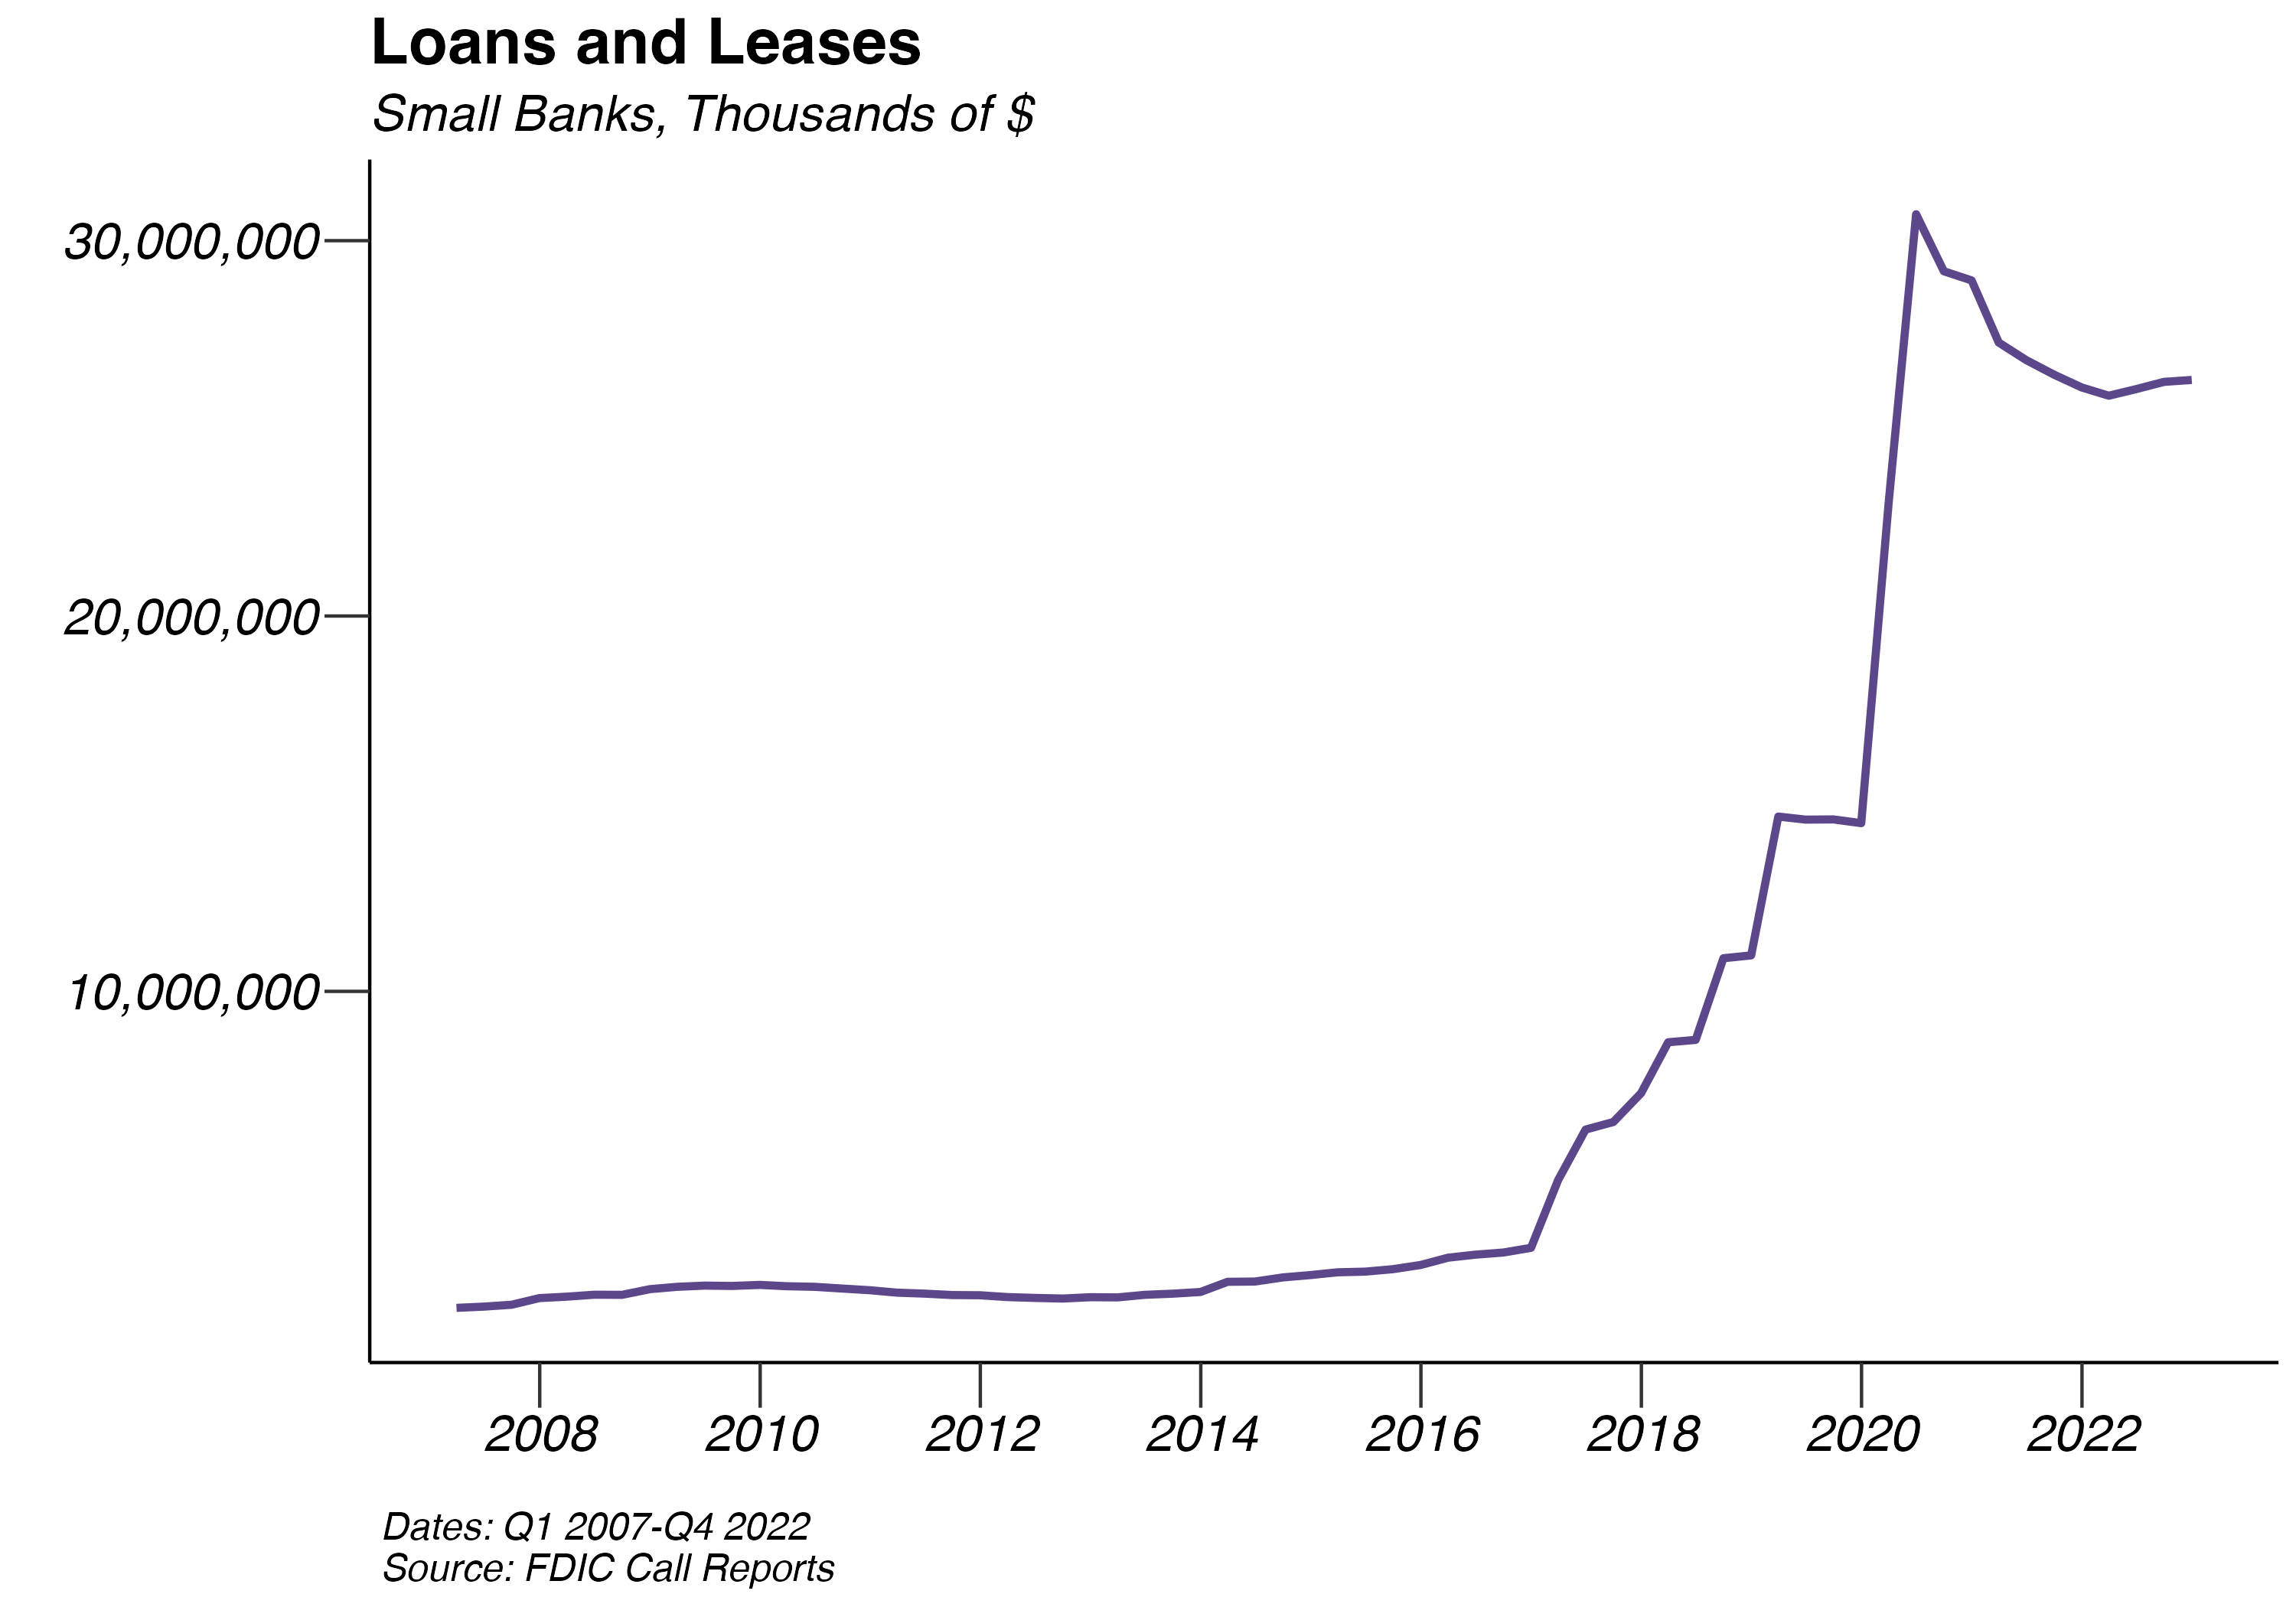 Loans and Leases
Small Banks, Thousands of $
30,000,000
20,000,000
10,000,000
2008 2010 2012 2014 2016 2018 2020 2022
Dates: Q1 2007-Q4 2022
Source: FDIC Call Reports